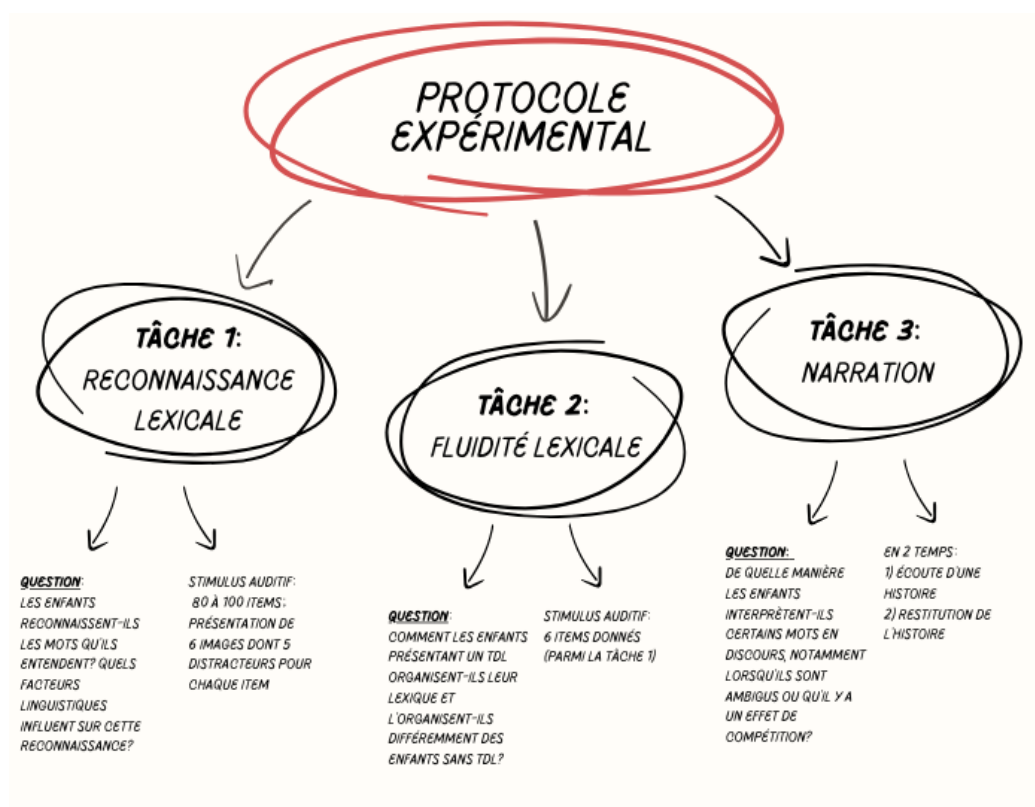 PROTOCOLE
EXPÉRIMENTAL
TÂCHE 1:
RECONNAISSANCE
LEXICALE
QUESTION:
LES ENFANTS
RECONNAISSENT-ILS
LES MOTS QU'ILS
ENTENDENT? QUELS
FACTEURS
LINGUISTIQUES
INFLUENT SUR CETTE
RECONNAISSANCE?
STIMULUS AUDITIF:
80 À 100 ITEMS;
PRÉSENTATION DE
6 IMAGES DONT 5
DISTRACTEURS POUR
CHAQUE ITEM
TÂCHE 2:
FLUIDITÉ LEXICALE
QUESTION:
COMMENT LES ENFANTS
PRÉSENTANT UN TDL
ORGANISENT-ILS LEUR
LEXIQUE ET
L'ORGANISENT-ILS
DIFFÉREMMENT DES
ENFANTS SANS TDL?
STIMULUS AUDITIF:
6 ITEMS DONNÉS
(PARMI LA TÂCHE 1)
TÂCHE 3:
NARRATION
QUESTION:
DE QUELLE MANIÈRE
LES ENFANTS
INTERPRÈTENT-ILS
CERTAINS MOTS EN
DISCOURS, NOTAMMENT
LORSQU'ILS SONT
AMBIGUS OU QU'IL Y A
UN EFFET DE
COMPÉTITION?
EN 2 TEMPS:
1) ÉCOUTE D'UNE
HISTOIRE
2) RESTITUTION DE
L'HISTOIRE